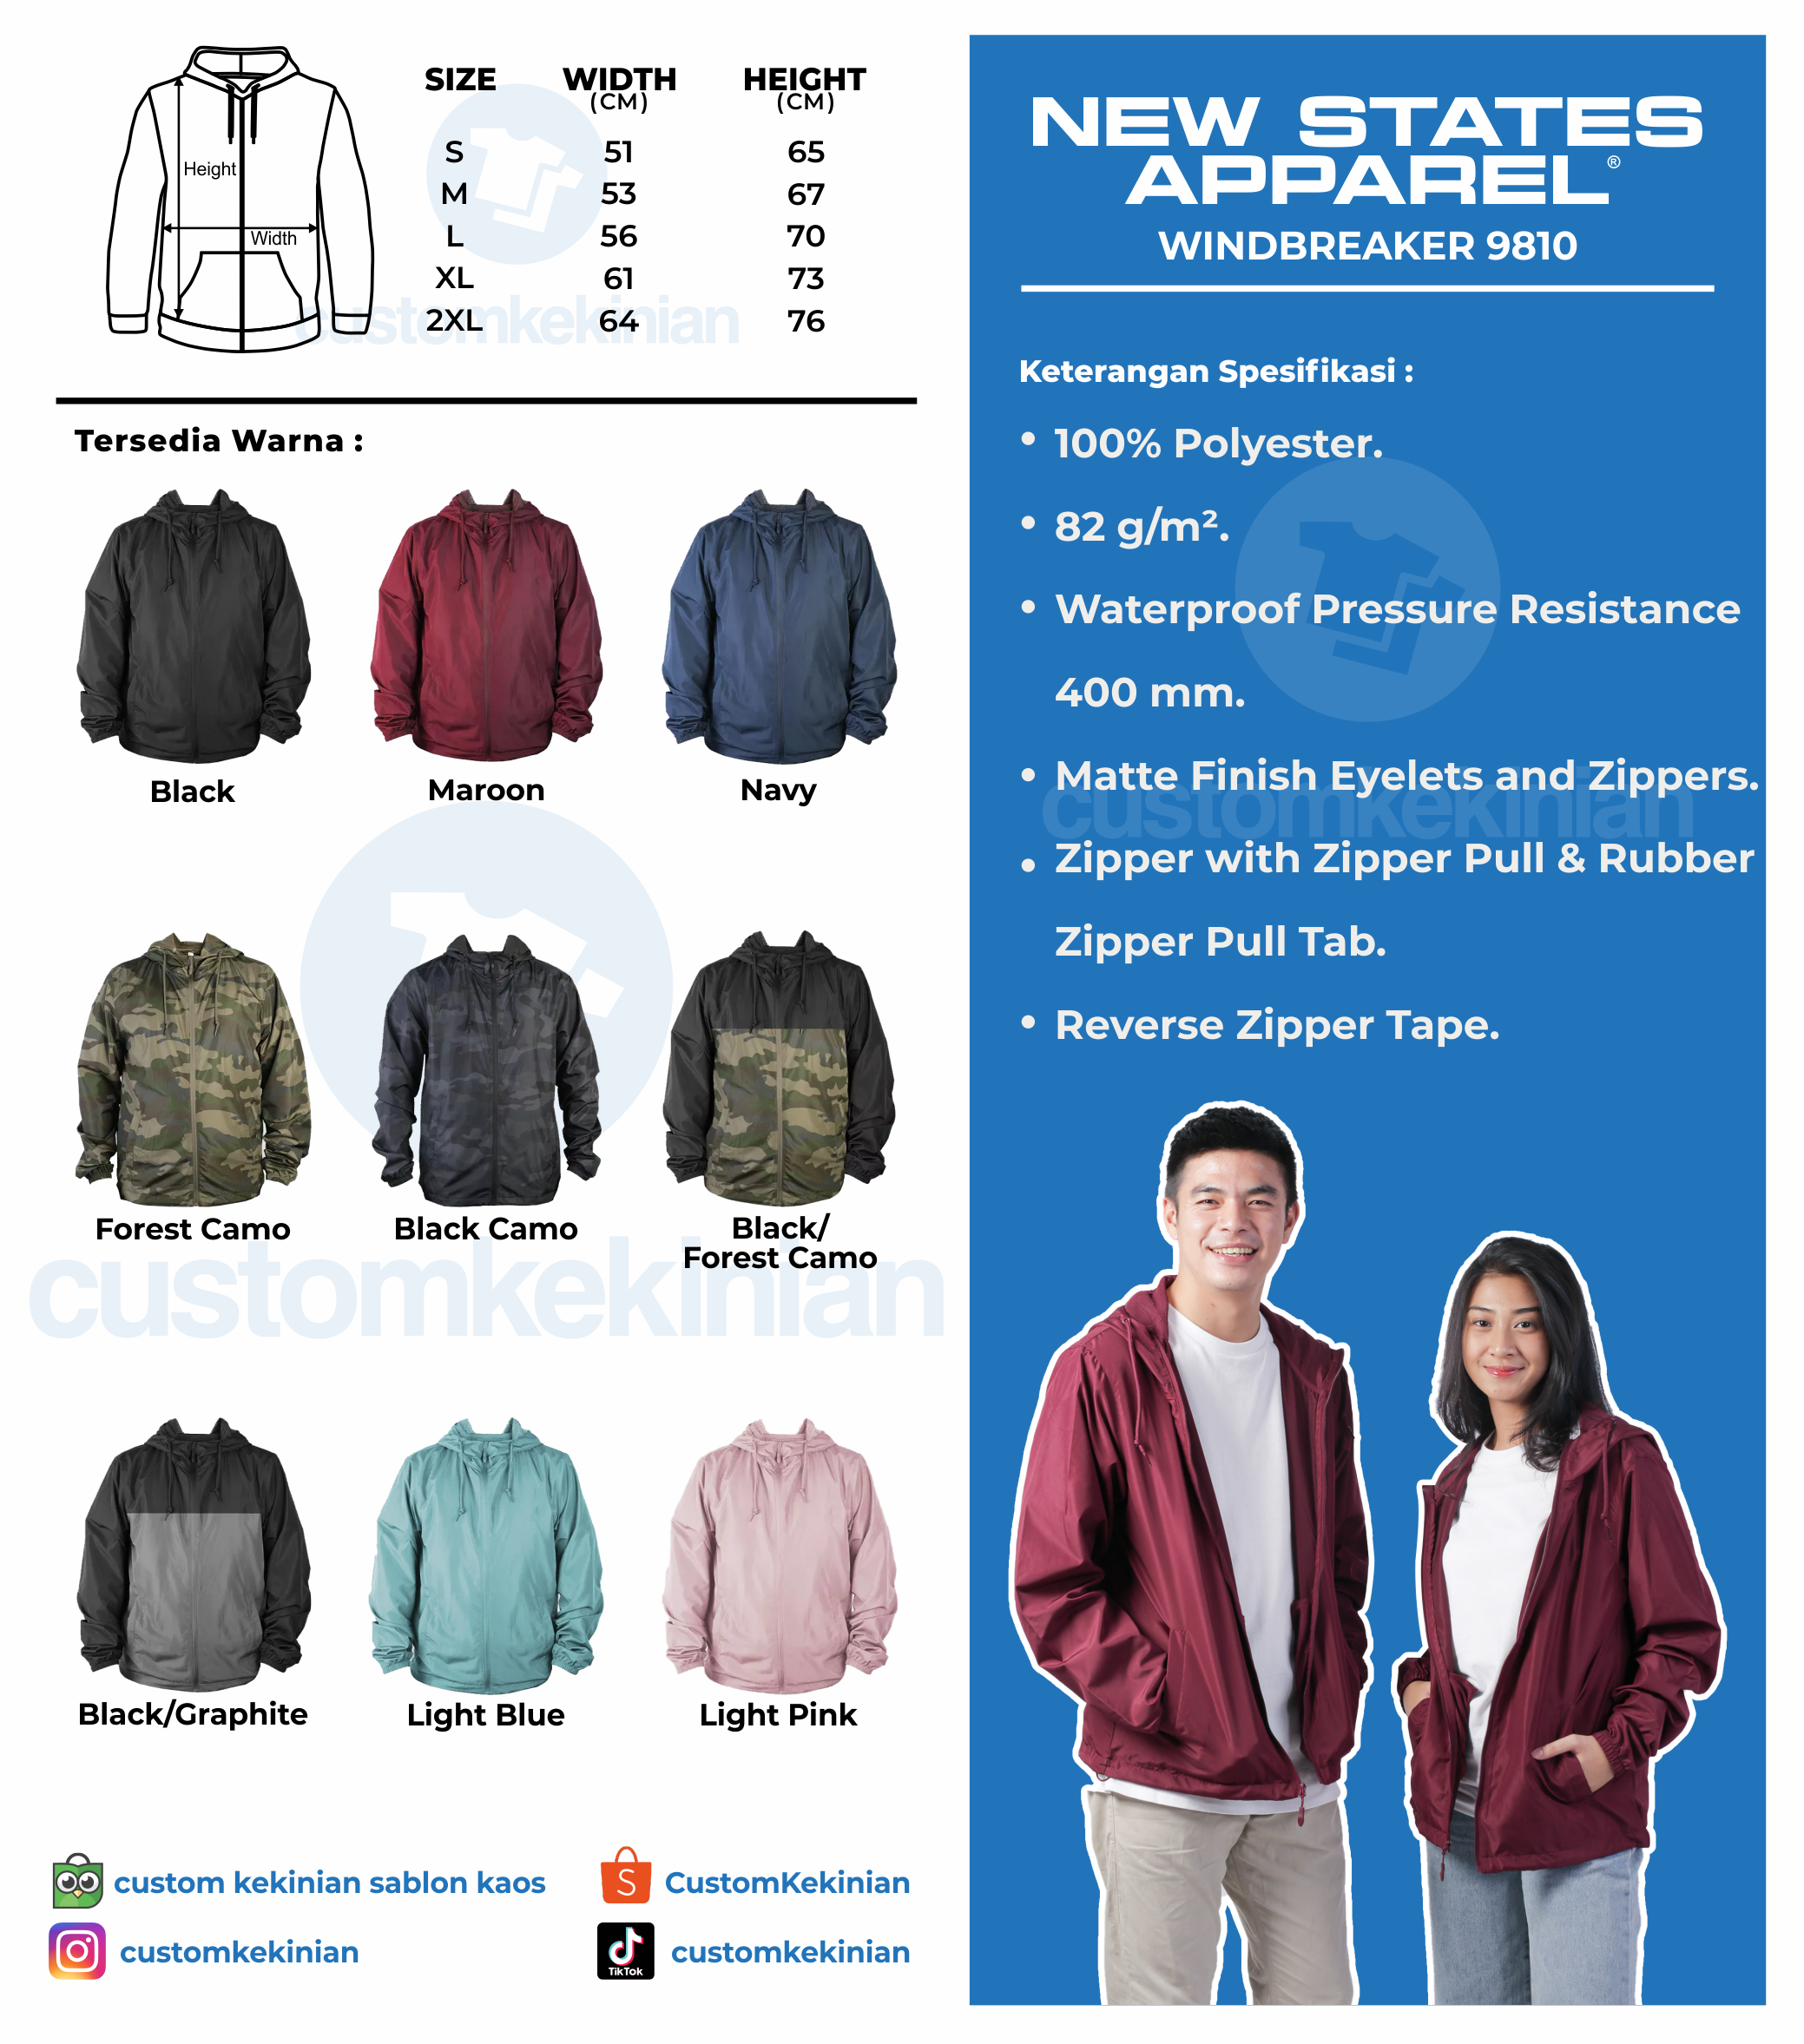 Height
Width
SIZE WIDTH HEIGHT
(CM) (CM)
S 51 65
M 53 67
L 56 70
XL 61 73
2XL 64 76
customkekinian
Tersedia Warna :
Black Maroon Navy
Forest Camo Black Camo Black/
Forest Camo
customkekinian
Black/Graphite Light Blue Light Pink
custom kekinian sablon kaos
S CustomKekinian
customkekinian
TikTok customkekinian
NEW STATES
APPAREL®
WINDBREAKER 9810
Keterangan Spesifikasi :
• 100% Polyester.
• 82 g/m².
• Waterproof Pressure Resistance
400 mm.
• Matte Finish Eyelets and Zippers.
customkekinian
• Zipper with Zipper Pull & Rubber
Zipper Pull Tab.
• Reverse Zipper Tape.